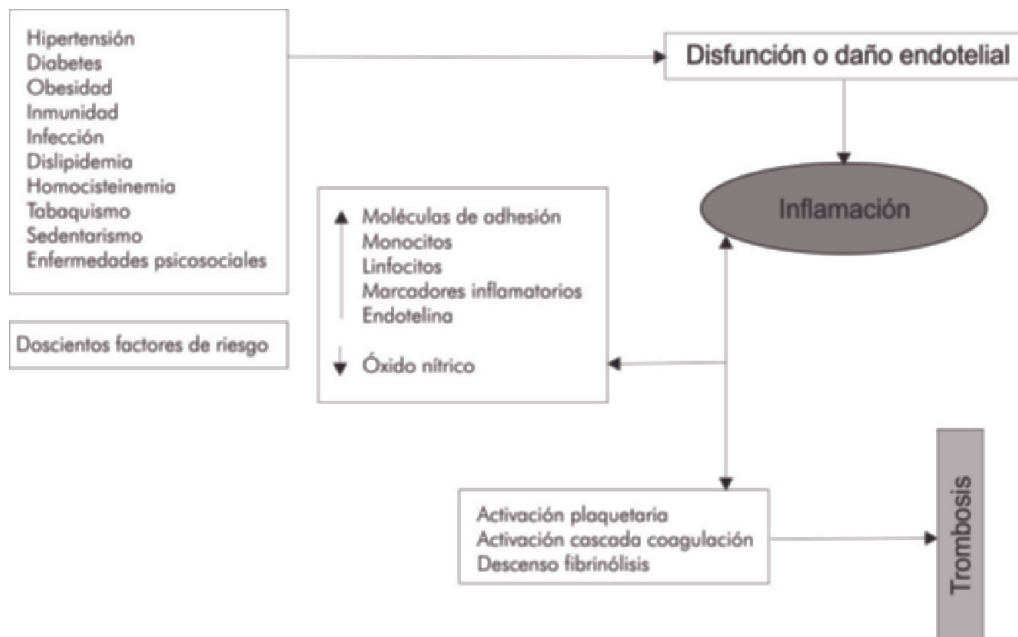 Hipertensión
Diabetes
Obesidad
Inmunidad
Infección
Dislipidemia
Homocisteinemia
Tabaquismo
Sedentarismo
Enfermedades psicosociales
Doscientos factores de riesgo
Disfunción o daño endotelial
Inflamación
Moléculas de adhesión
Monocitos
Linfocitos
Marcadores inflamatorios
Endotelina
Óxido nítrico
Activación plaquetaria
Activación cascada coagulación
Descenso fibrinólisis
Trombosis